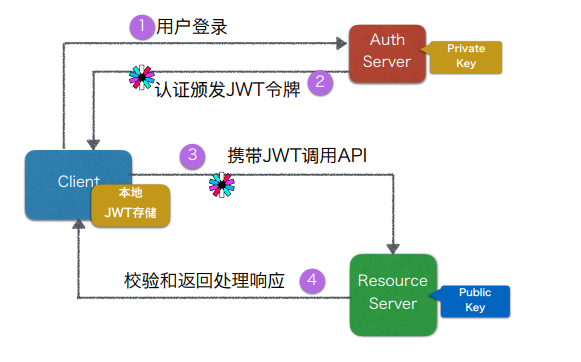 1 用户登录
Auth
Server
Private
Key
认证颁发JWT令牌 2
3 携带JWT调用API
Client
本地
JWT存储
校验和返回处理响应 4
Resource
Server
Public
Key